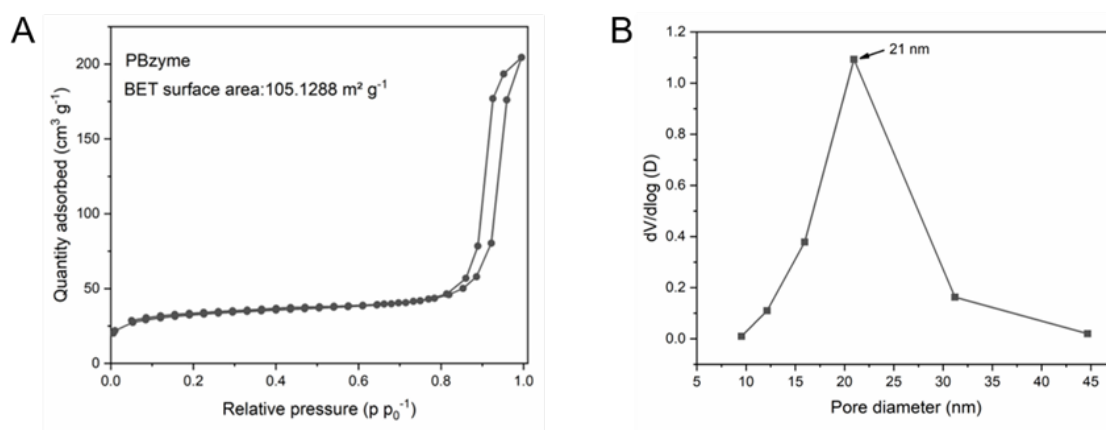 A
PBzyme
BET surface area:105.1288 m² g⁻¹
Quantity adsorbed (cm³ g⁻¹)
200
150
100
50
0
0.0 0.2 0.4 0.6 0.8 1.0
Relative pressure (p p₀⁻¹)
B
21 nm
dV/dlog (D)
1.2
1.0
0.8
0.6
0.4
0.2
0.0
5 10 15 20 25 30 35 40 45
Pore diameter (nm)